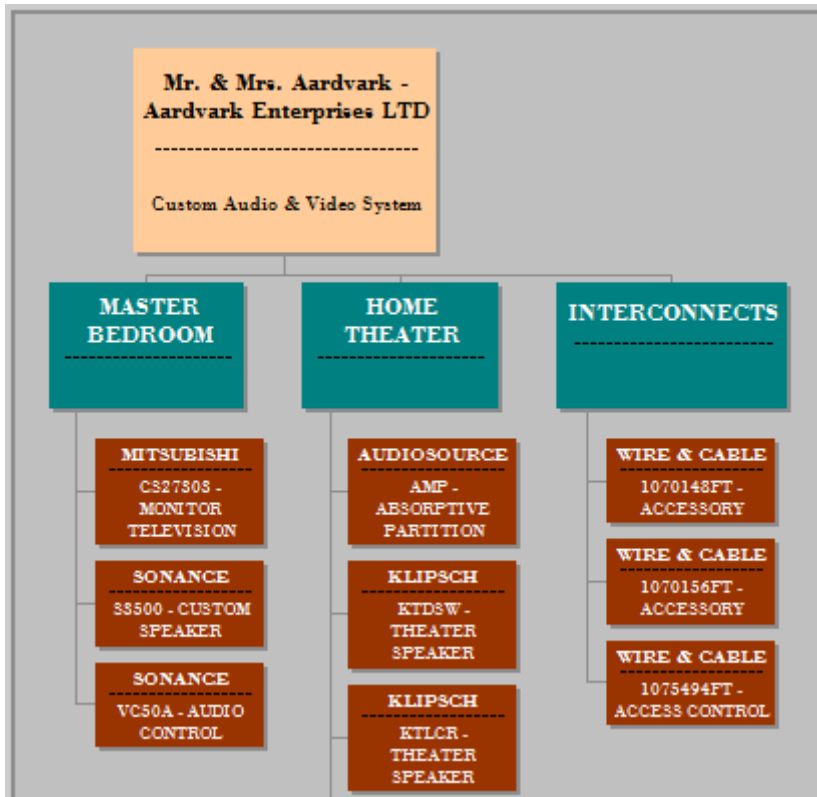 Mr. & Mrs. Aardvark -
Aardvark Enterprises LTD
---------------------------------
Custom Audio & Video System
MASTER
BEDROOM
---------------------
HOME
THEATER
---------------------
INTERCONNECTS
-------------------------
MITSUBISHI
------------------
CS27303 -
MONITOR
TELEVISION
SONANCE
------------------
SS500 - CUSTOM
SPEAKER
SONANCE
------------------
VC50A - AUDIO
CONTROL
AUDIOSOURCE
------------------
AMP -
ABSORPTIVE
PARTITION
KLIPSCH
------------------
KTDSW -
THEATER
SPEAKER
KLIPSCH
------------------
KTLCR -
THEATER
SPEAKER
WIRE & CABLE
------------------
1070148FT -
ACCESSORY
WIRE & CABLE
------------------
1070156FT -
ACCESSORY
WIRE & CABLE
------------------
1075494FT -
ACCESS CONTROL